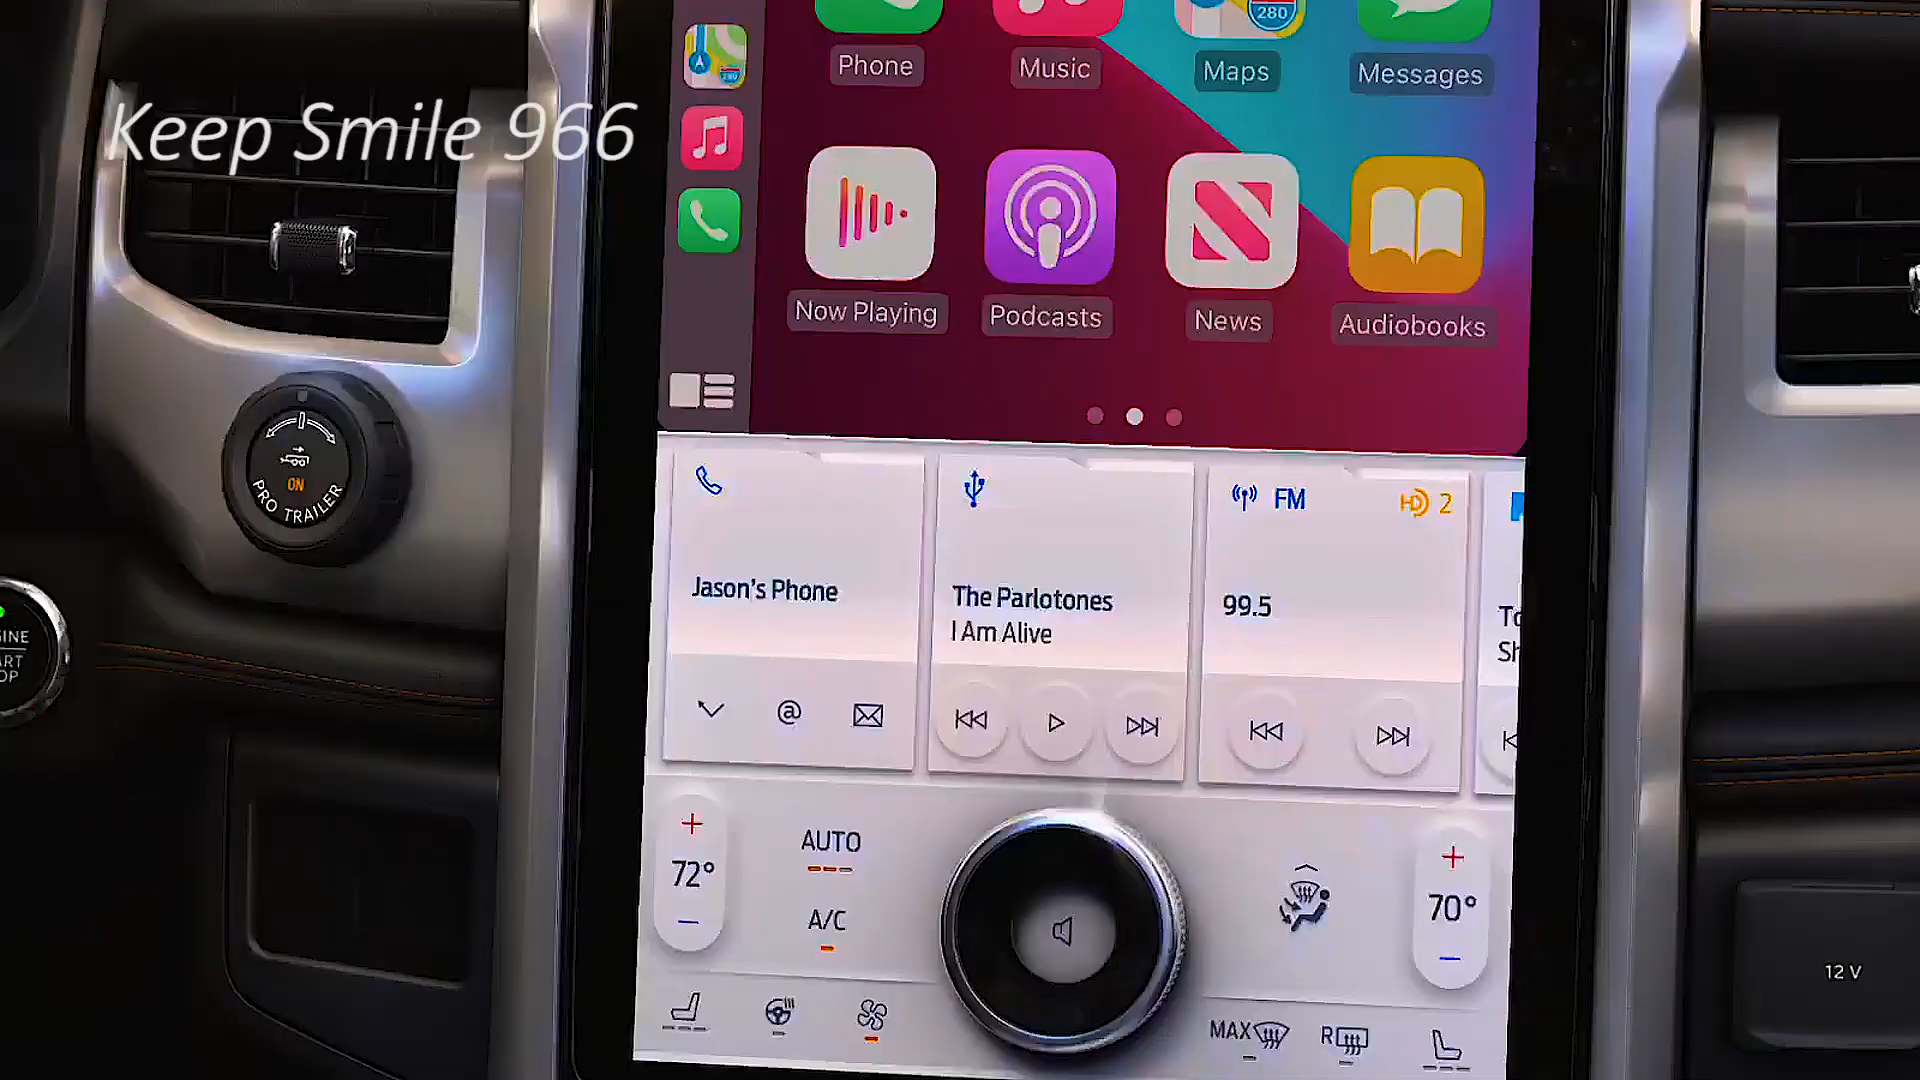 Keep Smile 966
280
Phone
Music
Maps
Messages
280
Now Playing
Podcasts
News
Audiobooks
ON
PRO TRAILER
FM
HD 2
Jason's Phone
The Parlotones
I Am Alive
99.5
@
72°
AUTO
A/C
70°
MAX
R
12 V